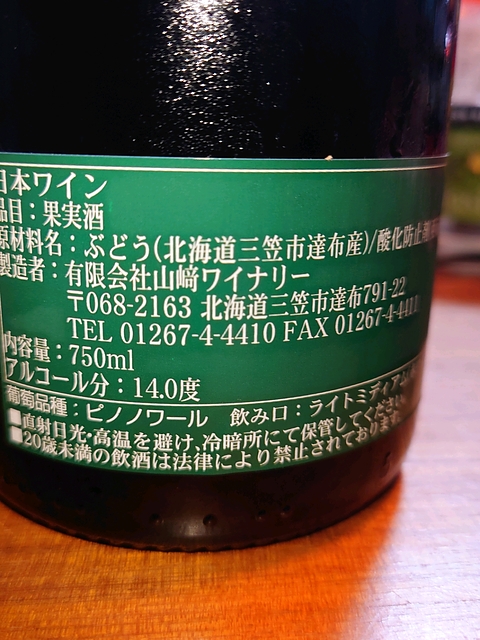 日本ワイン
品目：果実酒
原材料名：ぶどう(北海道三笠市達布産)/酸化防止剤
製造者：有限会社山﨑ワイナリー
〒068-2163 北海道三笠市達布791-22
TEL 01267-4-4410 FAX 01267-4-4411
内容量：750ml
アルコール分：14.0度
葡萄品種：ピノノワール 飲み口：ライトミディアム
■直射日光・高温を避け、冷暗所にて保管してください。
■20歳未満の飲酒は法律により禁止されております。